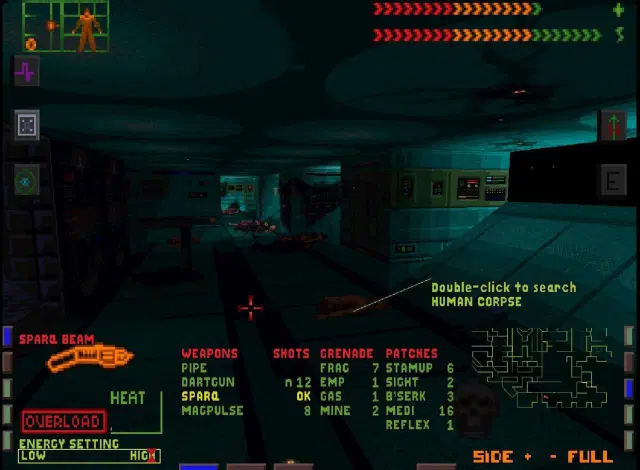 E
Double-click to search
HUMAN CORPSE
SPARQ BEAM
WEAPONS SHOTS GRENADE PATCHES
PIPE FRAG 7 STAMUP 6
DARTGUN n 12 EMP 1 SIGHT 2
SPARQ OK GAS 1 B'SERK 3
MAGPULSE 8 MINE 2 MEDI 16
REFLEX 1
HEAT
OVERLOAD
ENERGY SETTING
LOW HIGH
SIDE + - FULL